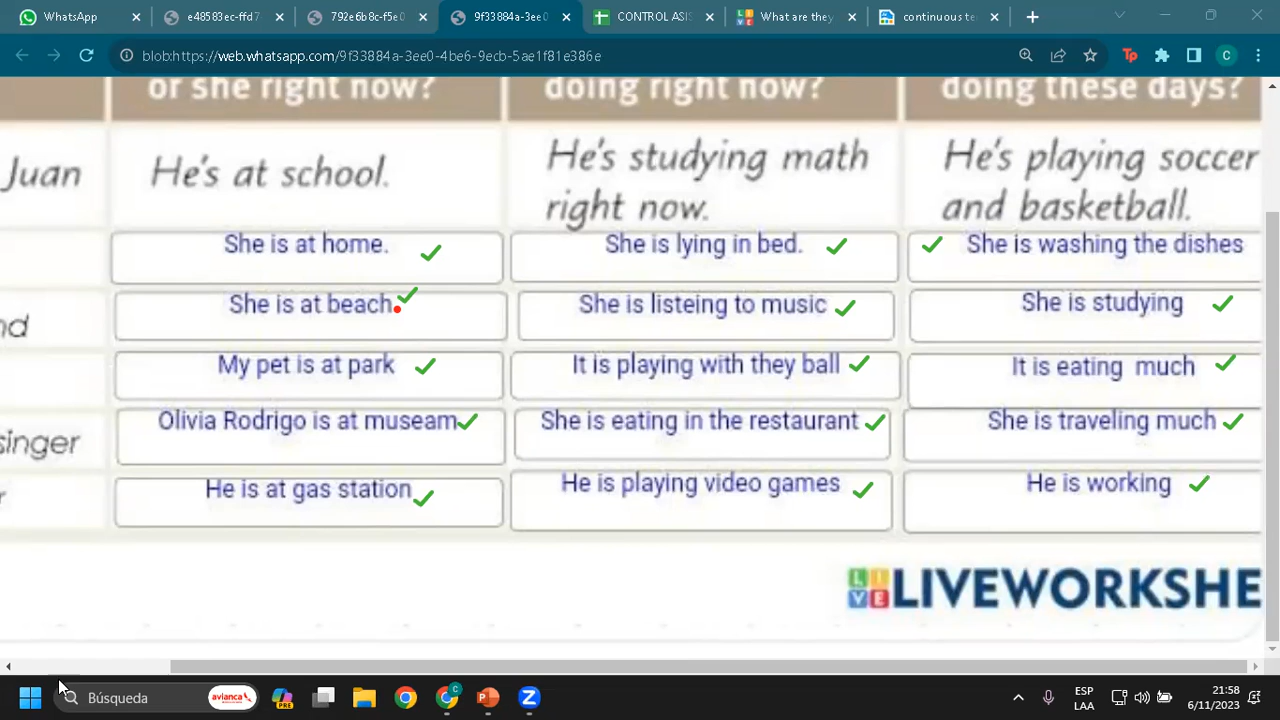 WhatsApp
ce48583ec-ffd7
792e6b8c-f5e0
9f33884a-3ee0
CONTROL ASIS
What are they
continuous te
blob:https://web.whatsapp.com/9f33884a-3ee0-4be6-9ecb-5ae1f81e386e
or she right now?
doing right now?
doing these days?
Juan
He's at school.
He's studying math
right now.
He's playing soccer
and basketball.
She is at home.
She is lying in bed.
She is washing the dishes
nd
She is at beach.
She is listeing to music
She is studying
My pet is at park
It is playing with they ball
It is eating much
singer
Olivia Rodrigo is at museam
She is eating in the restaurant
She is traveling much
r
He is at gas station
He is playing video games
He is working
LIVE
LIVEWORKSHE
Búsqueda
avianca
PRE
ESP
LAA
21:58
6/11/2023